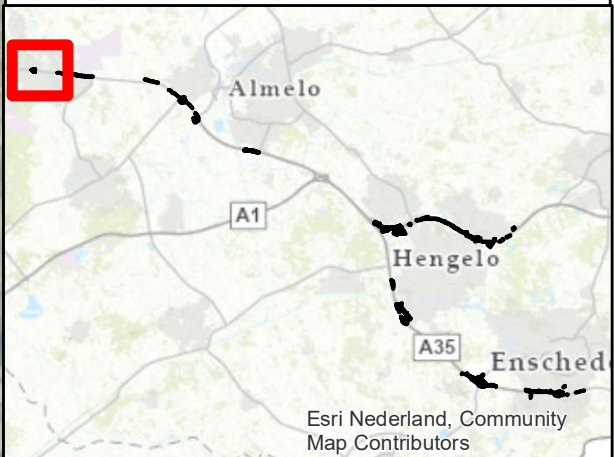 Almelo
A1
Hengelo
A35
Enschede
Esri Nederland, Community
Map Contributors